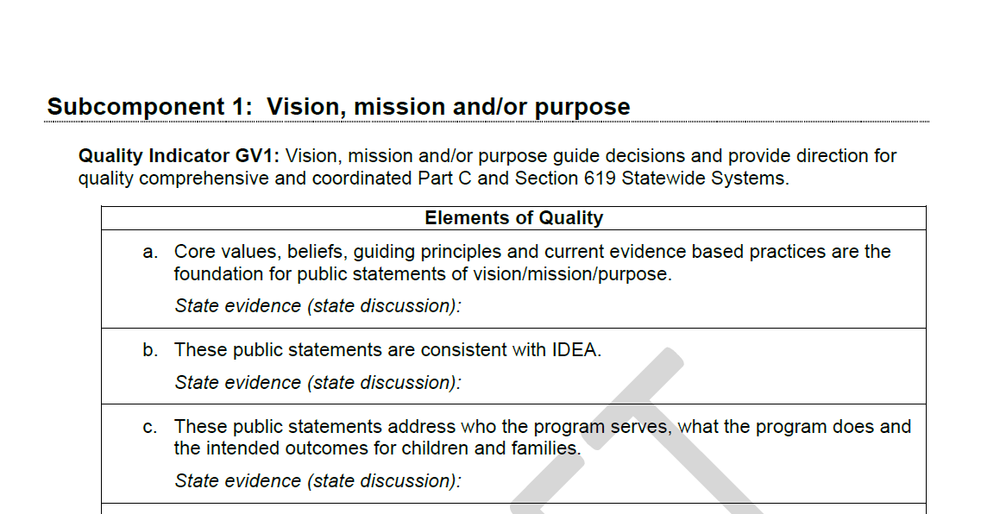 Subcomponent 1:  Vision, mission and/or purpose
Quality Indicator GV1: Vision, mission and/or purpose guide decisions and provide direction for
quality comprehensive and coordinated Part C and Section 619 Statewide Systems.
Elements of Quality
a. Core values, beliefs, guiding principles and current evidence based practices are the
foundation for public statements of vision/mission/purpose.
State evidence (state discussion):
b. These public statements are consistent with IDEA.
State evidence (state discussion):
c. These public statements address who the program serves, what the program does and
the intended outcomes for children and families.
State evidence (state discussion):